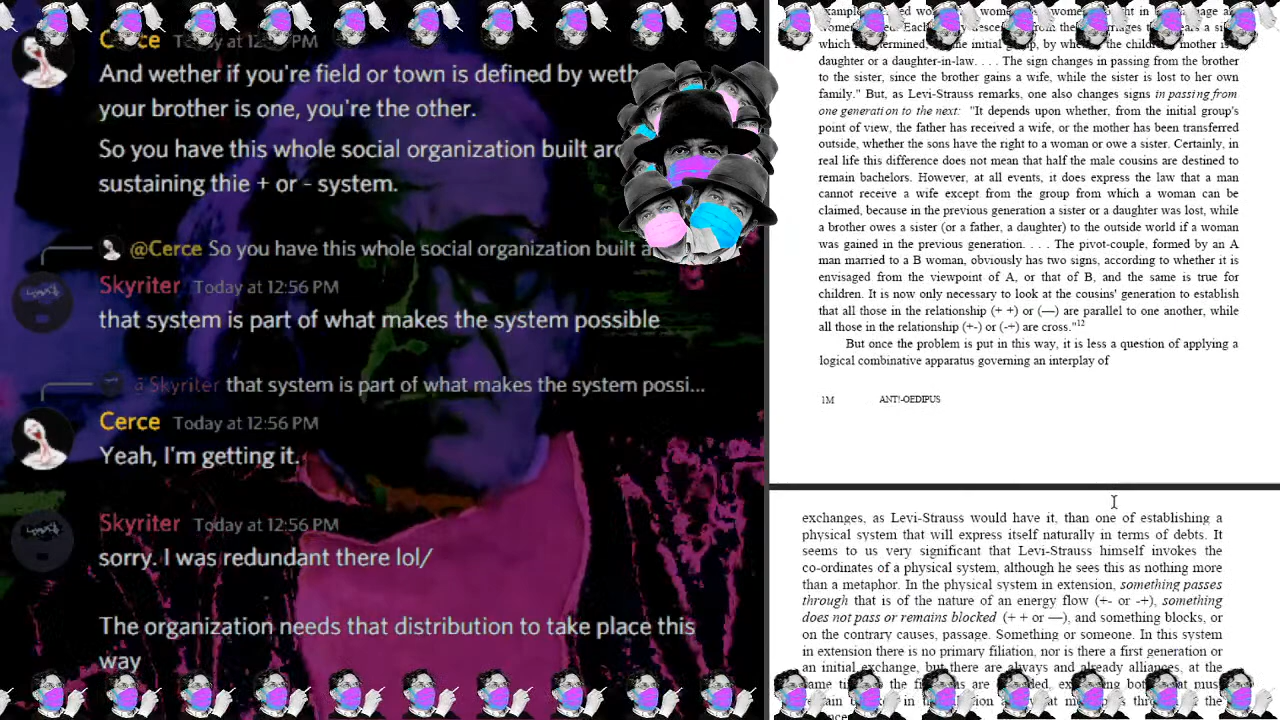 Cerce Today at 12:56 PM
And wether if you're field or town is defined by weth
your brother is one, you're the other.
So you have this whole social organization built aro
sustaining thie + or - system.
@Cerce So you have this whole social organization built a
Skyriter Today at 12:56 PM
that system is part of what makes the system possible
Skyriter that system is part of what makes the system possi...
Cerce Today at 12:56 PM
Yeah, I'm getting it.
Skyriter Today at 12:56 PM
sorry. I was redundant there lol/
The organization needs that distribution to take place this
way
daughter or a daughter-in-law. . . . The sign changes in passing from the brother
to the sister, since the brother gains a wife, while the sister is lost to her own
family." But, as Levi-Strauss remarks, one also changes signs in passing from
one generation to the next: "It depends upon whether, from the initial group's
point of view, the father has received a wife, or the mother has been transferred
outside, whether the sons have the right to a woman or owe a sister. Certainly, in
real life this difference does not mean that half the male cousins are destined to
remain bachelors. However, at all events, it does express the law that a man
cannot receive a wife except from the group from which a woman can be
claimed, because in the previous generation a sister or a daughter was lost, while
a brother owes a sister (or a father, a daughter) to the outside world if a woman
was gained in the previous generation. . . . The pivot-couple, formed by an A
man married to a B woman, obviously has two signs, according to whether it is
envisaged from the viewpoint of A, or that of B, and the same is true for
children. It is now only necessary to look at the cousins' generation to establish
that all those in the relationship (+ +) or (—) are parallel to one another, while
all those in the relationship (+-) or (-+) are cross."12
But once the problem is put in this way, it is less a question of applying a
logical combinative apparatus governing an interplay of
1M ANT!-OEDIPUS
exchanges, as Levi-Strauss would have it, than one of establishing a
physical system that will express itself naturally in terms of debts. It
seems to us very significant that Levi-Strauss himself invokes the
co-ordinates of a physical system, although he sees this as nothing more
than a metaphor. In the physical system in extension, something passes
through that is of the nature of an energy flow (+- or -+), something
does not pass or remains blocked (+ + or —), and something blocks, or
on the contrary causes, passage. Something or someone. In this system
in extension there is no primary filiation, nor is there a first generation or
an initial exchange, but there are always and already alliances, at the